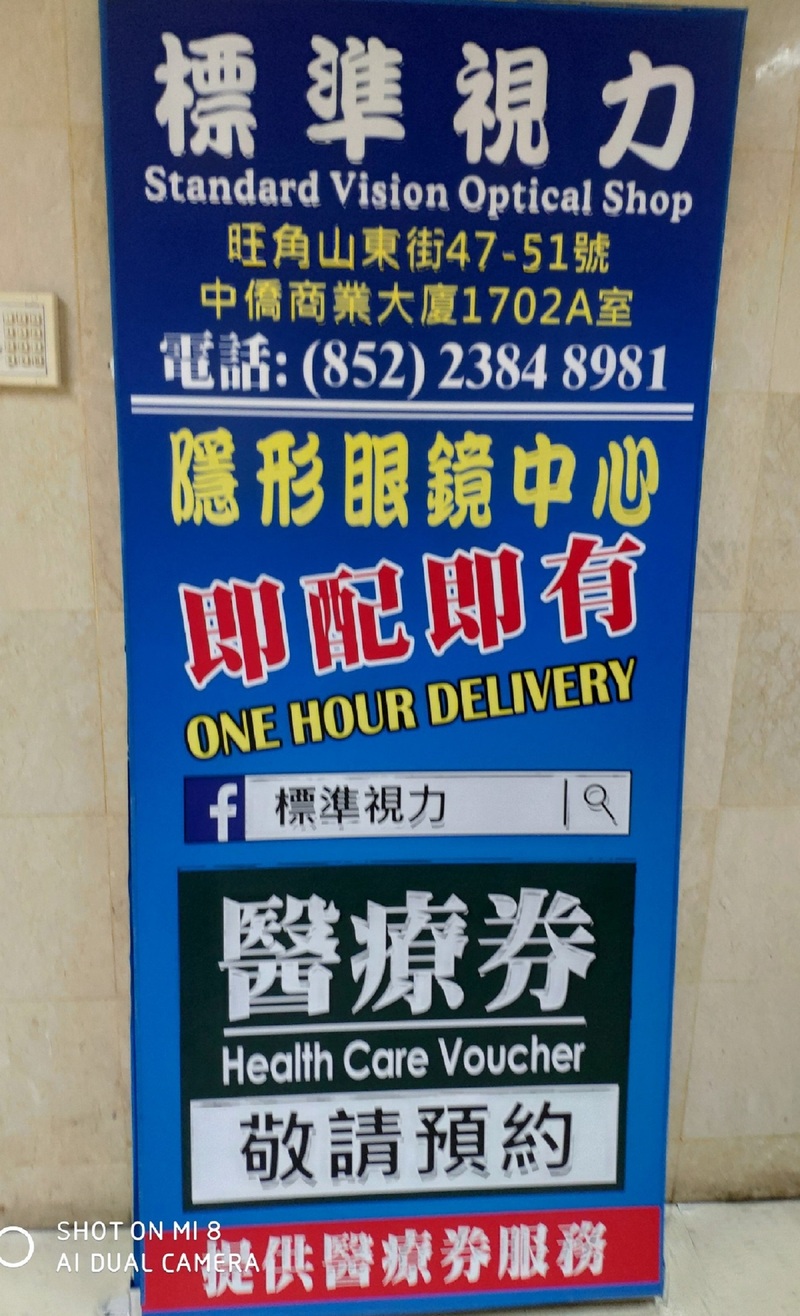 標準視力
Standard Vision Optical Shop
旺角山東街47-51號
中僑商業大廈1702A室
電話: (852) 2384 8981
隱形眼鏡中心
即配即有
ONE HOUR DELIVERY
f 標準視力
醫療券
Health Care Voucher
敬請預約
提供醫療券服務
SHOT ON MI 8
AI DUAL CAMERA